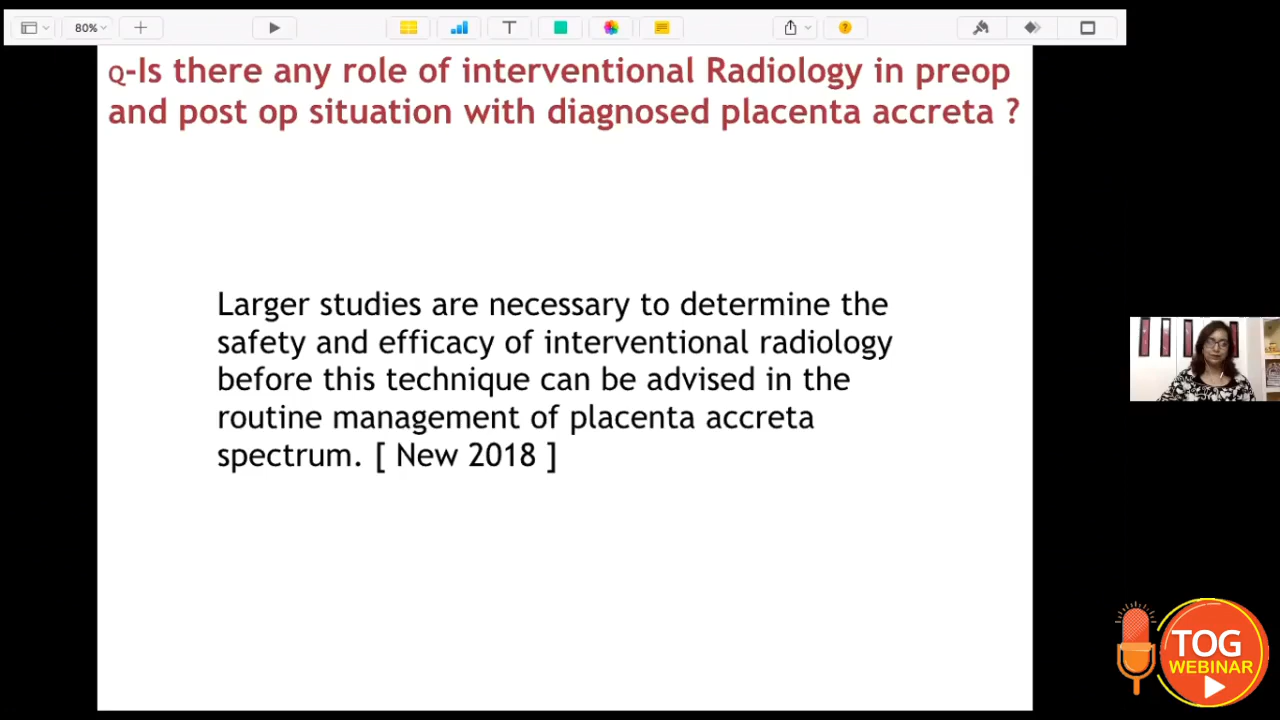 80%
Q-Is there any role of interventional Radiology in preop
and post op situation with diagnosed placenta accreta ?
Larger studies are necessary to determine the
safety and efficacy of interventional radiology
before this technique can be advised in the
routine management of placenta accreta
spectrum. [ New 2018 ]
TOG
WEBINAR